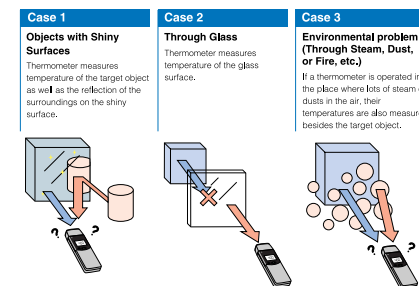 Case 1
Objects with Shiny
Surfaces
Thermometer measures
temperature of the target object
as well as the reflection of the
surroundings on the shiny
surface.
? ?
Case 2
Through Glass
Thermometer measures
temperature of the glass
surface.
Case 3
Environmental problem
(Through Steam, Dust,
or Fire, etc.)
If a thermometer is operated in
the place where lots of steam
dusts in the air, their
temperatures are also
besides the target object.
? ?